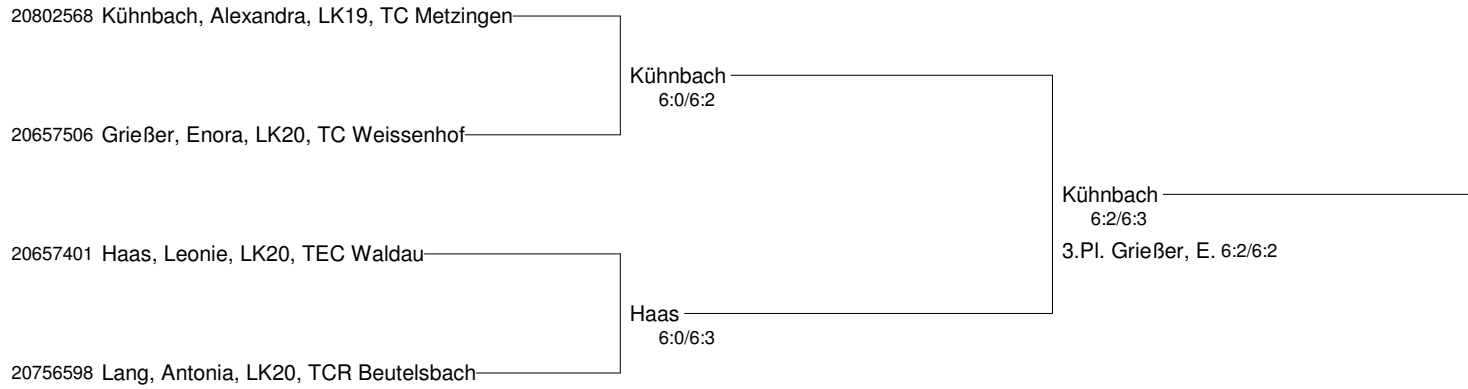 20802568 Kühnbach, Alexandra, LK19, TC Metzingen
Kühnbach
6:0/6:2
20657506 Grießer, Enora, LK20, TC Weissenhof
Kühnbach
6:2/6:3
3.Pl. Grießer, E. 6:2/6:2
20657401 Haas, Leonie, LK20, TEC Waldau
Haas
6:0/6:3
20756598 Lang, Antonia, LK20, TCR Beutelsbach